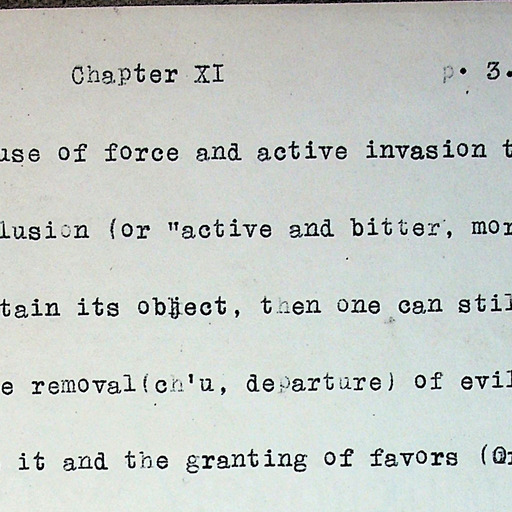 Chapter XI p. 3.
use of force and active invasion t
lusion (or "active and bitter, mor
tain its object, then one can stil
e removal(ch'u, departure) of evil
it and the granting of favors (Or